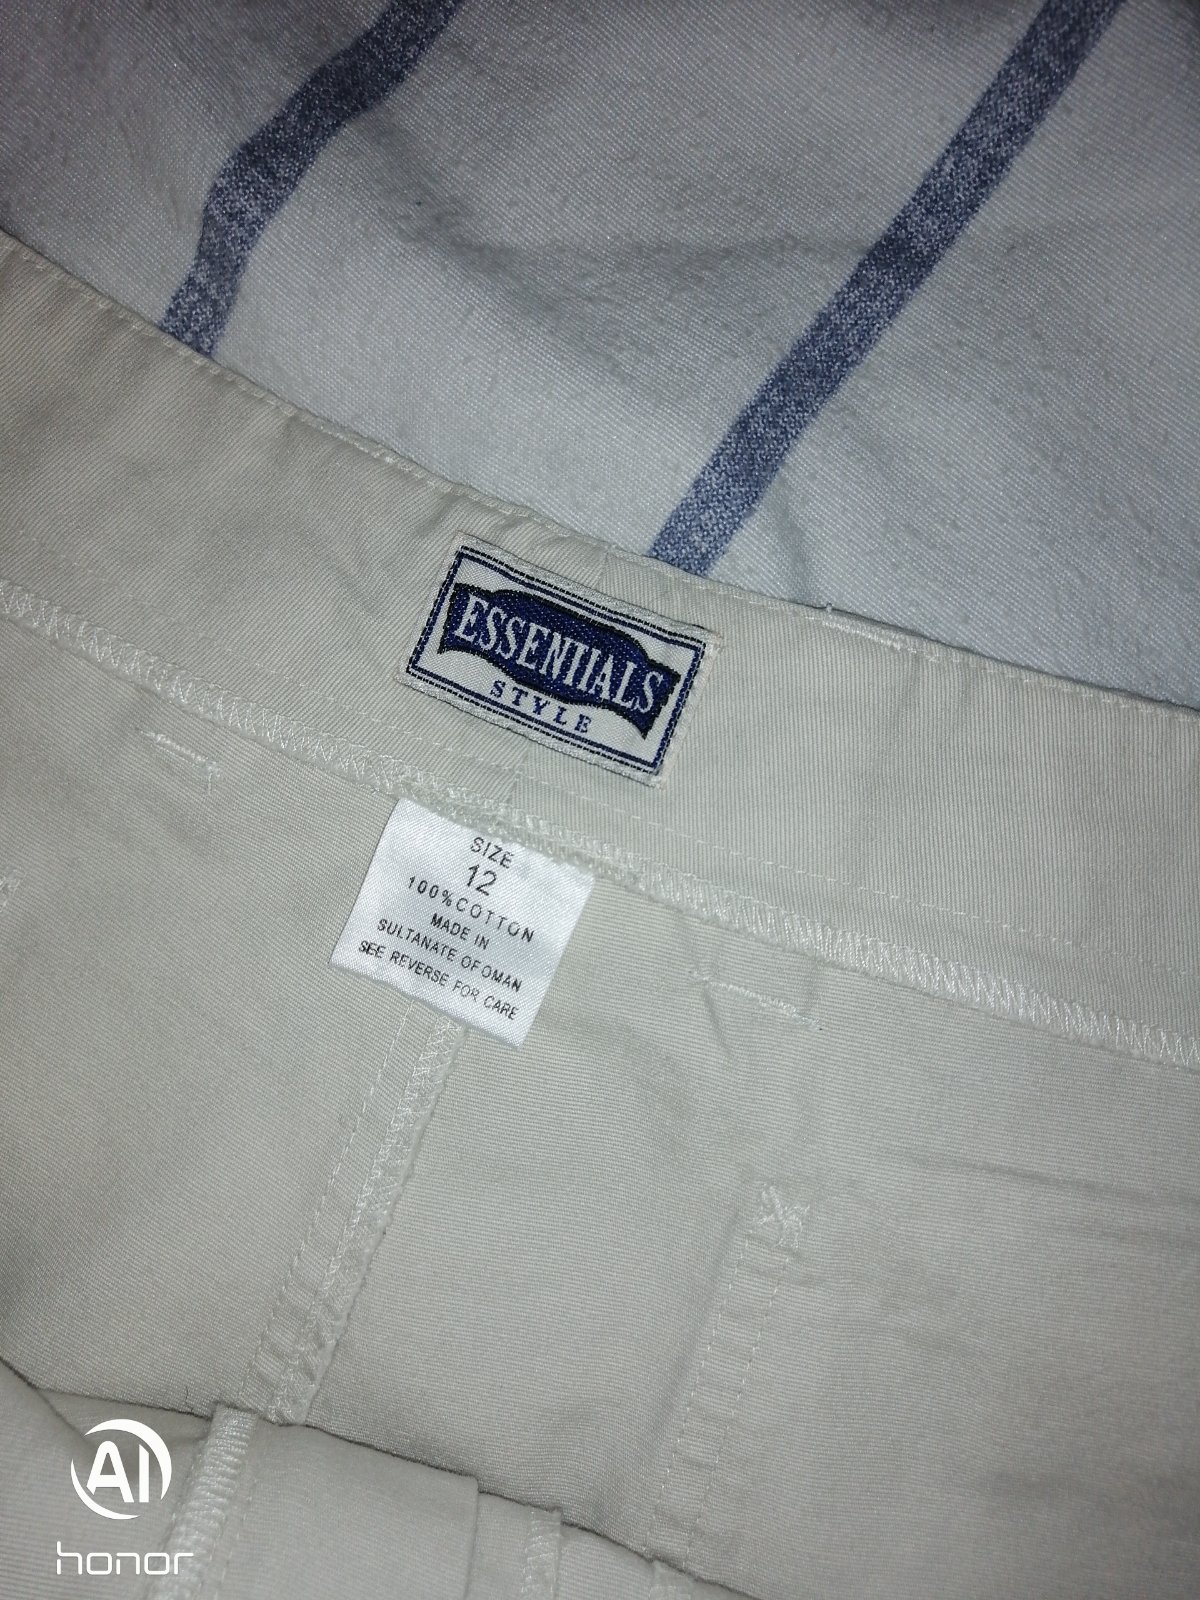 ESSENTIALS
STYLE
SIZE
12
100% COTTON
MADE IN
SULTANATE OF OMAN
SEE REVERSE FOR CARE
AI
honor